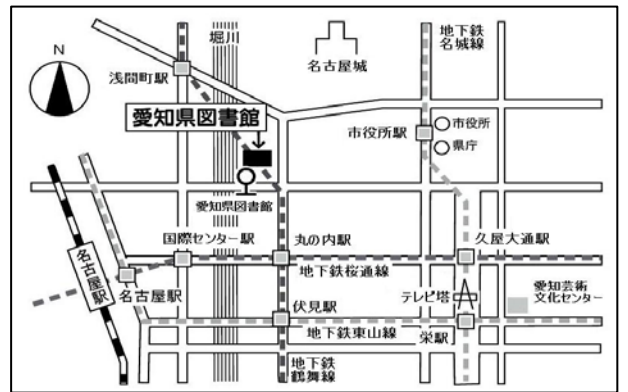 堀川
地下鉄
名城線
N
名古屋城
浅間町駅
愛知県図書館
市役所駅
市役所
県庁
愛知県図書館
国際センター駅
丸の内駅
久屋大通駅
地下鉄桜通線
名古屋駅
名古屋駅
テレビ塔
愛知芸術
文化センター
伏見駅
地下鉄東山線
栄駅
地下鉄
鶴舞線